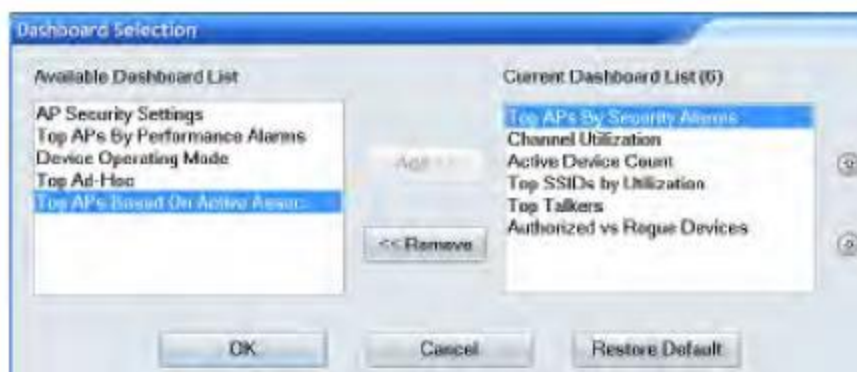 Dashboard Selection
Available Dashboard List
AP Security Settings
Top APs By Performance Alarms
Device Operating Mode
Top Ad-Hoc
Top APs Based On Active Assoc...
Add >>
<< Remove
Current Dashboard List (6)
Top APs By Security Alarms
Channel Utilization
Active Device Count
Top SSIDs by Utilization
Top Talkers
Authorized vs Rogue Devices
OK
Cancel
Restore Default